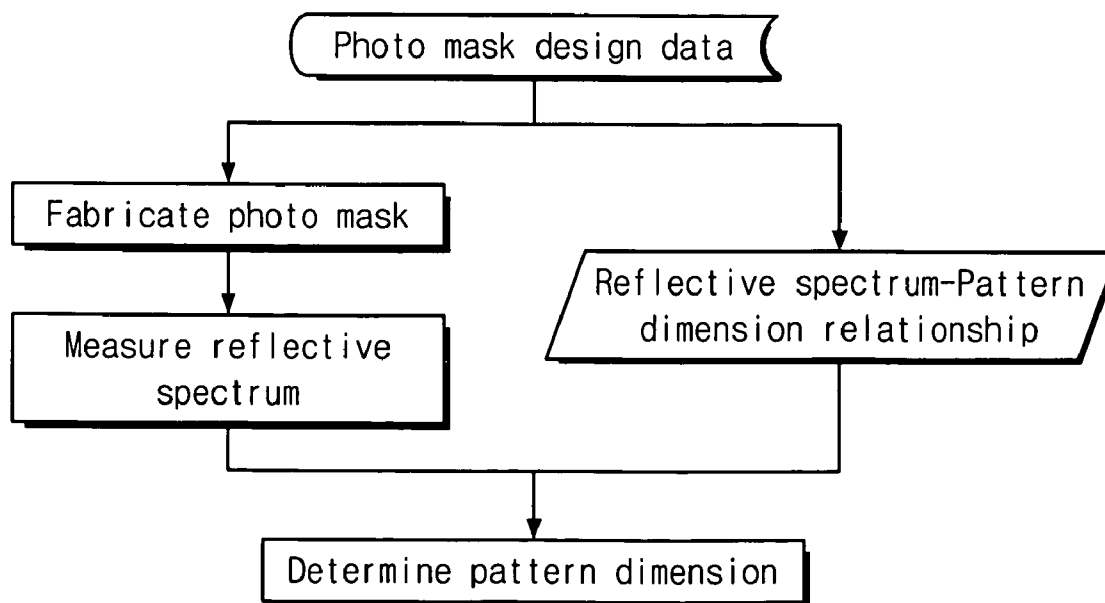 Photo mask design data
Fabricate photo mask
Measure reflective
spectrum
Reflective spectrum-Pattern
dimension relationship
Determine pattern dimension